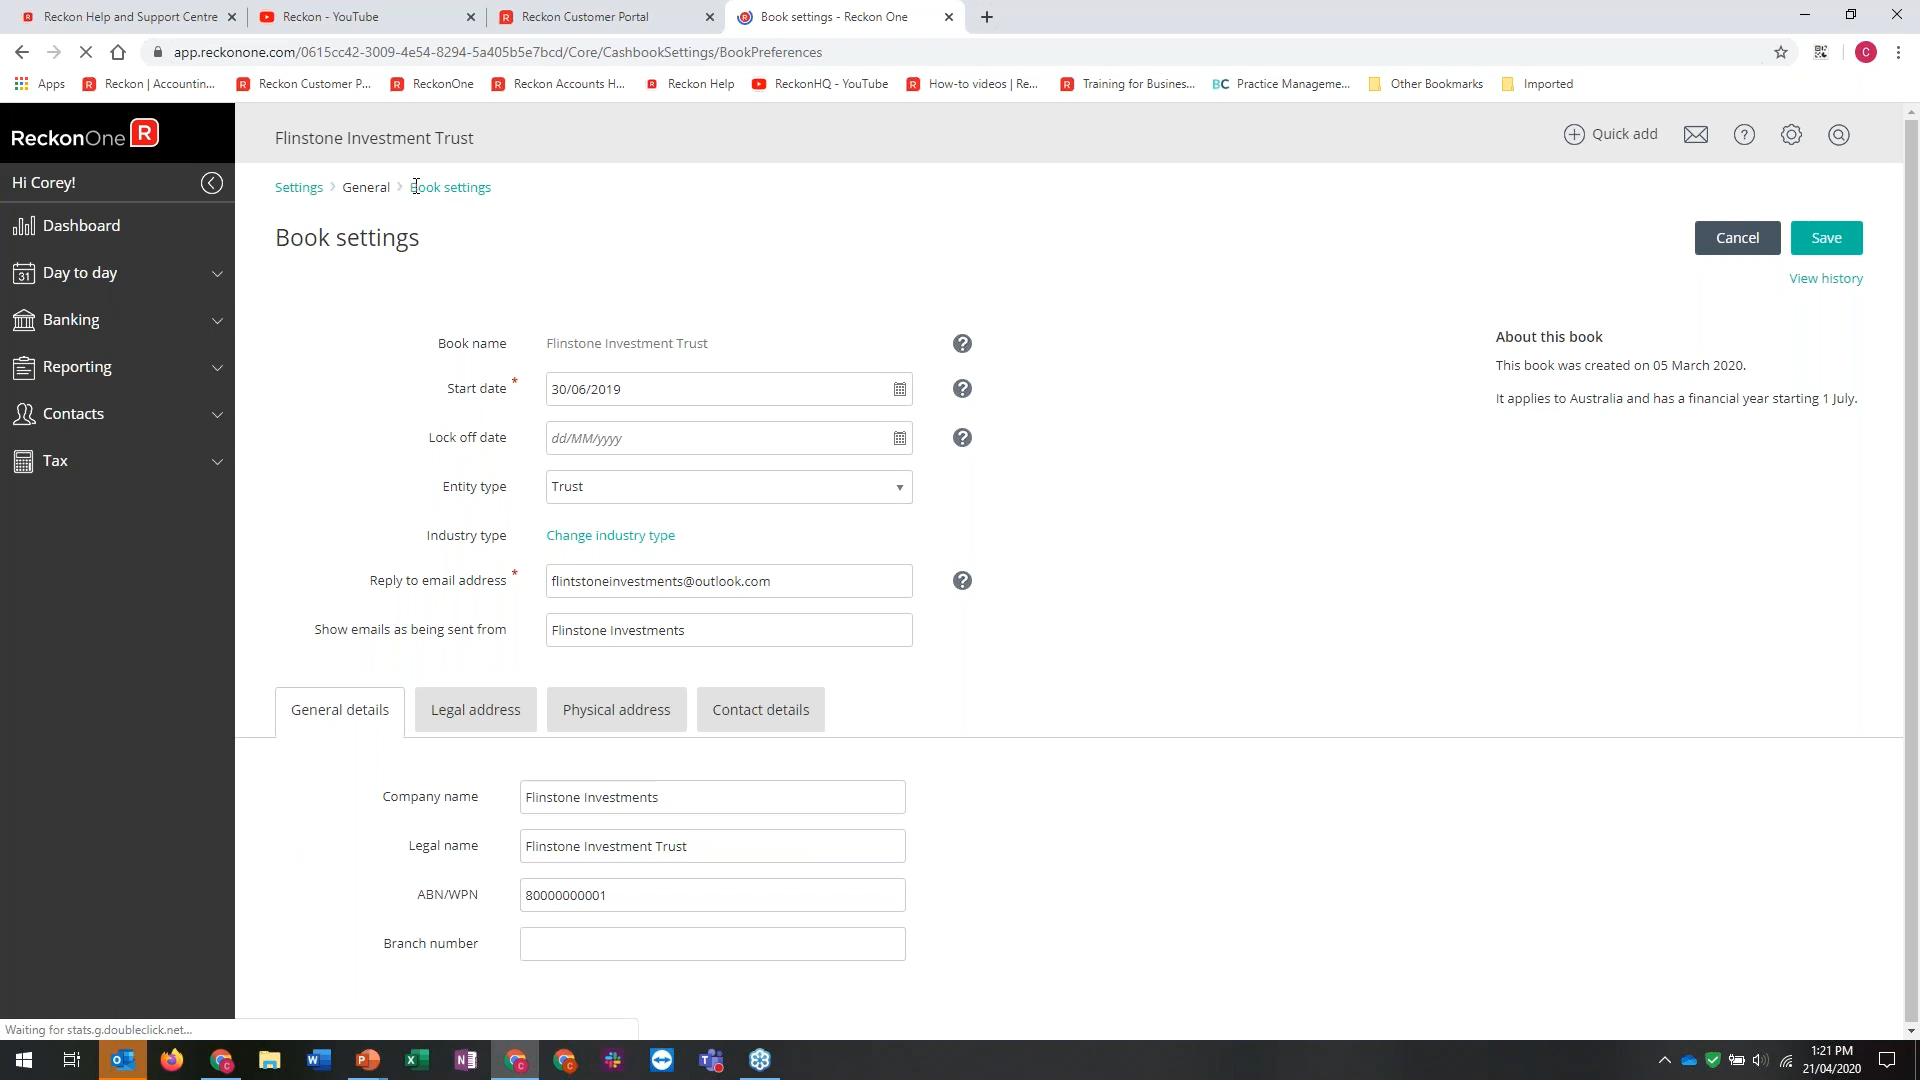 Reckon Help and Support Centre
Reckon - YouTube
Reckon Customer Portal
Book settings - Reckon One
app.reckonone.com/0615cc42-3009-4e54-8294-5a405b5e7bcd/Core/CashbookSettings/BookPreferences
C
Apps
Reckon | Accountin...
Reckon Customer P...
ReckonOne
Reckon Accounts H...
Reckon Help
ReckonHQ - YouTube
How-to videos | Re...
Training for Busines...
BC Practice Manageme...
Other Bookmarks
Imported
ReckonOne R
Flinstone Investment Trust
Quick add
Hi Corey!
Settings > General > Book settings
Dashboard
Day to day
Banking
Reporting
Contacts
Tax
Book settings
Cancel
Save
View history
Book name Flinstone Investment Trust
Start date * 30/06/2019
Lock off date dd/MM/yyyy
Entity type Trust
Industry type Change industry type
Reply to email address * flintstoneinvestments@outlook.com
Show emails as being sent from Flinstone Investments
About this book
This book was created on 05 March 2020.
It applies to Australia and has a financial year starting 1 July.
General details
Legal address
Physical address
Contact details
Company name Flinstone Investments
Legal name Flinstone Investment Trust
ABN/WPN 80000000001
Branch number
Waiting for stats.g.doubleclick.net...
1:21 PM
21/04/2020